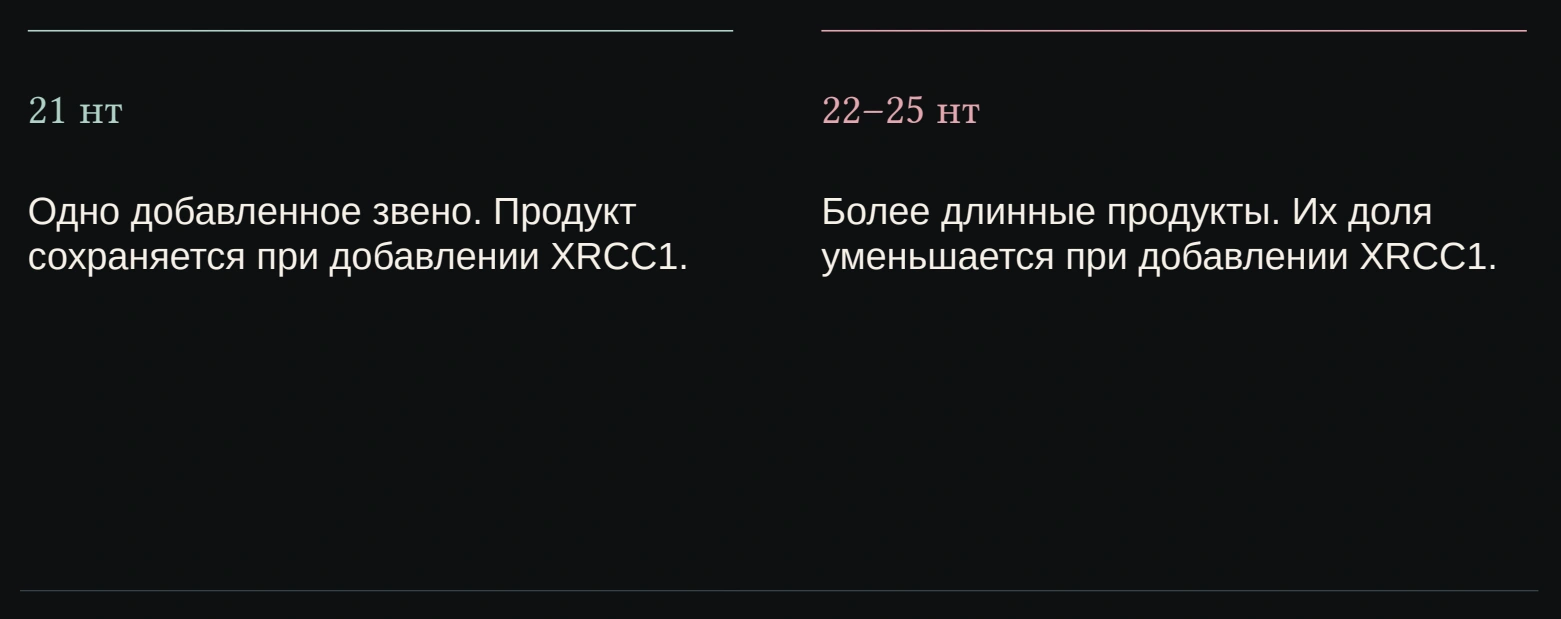 21 нт
Одно добавленное звено. Продукт
сохраняется при добавлении XRCC1.
22–25 нт
Более длинные продукты. Их доля
уменьшается при добавлении XRCC1.